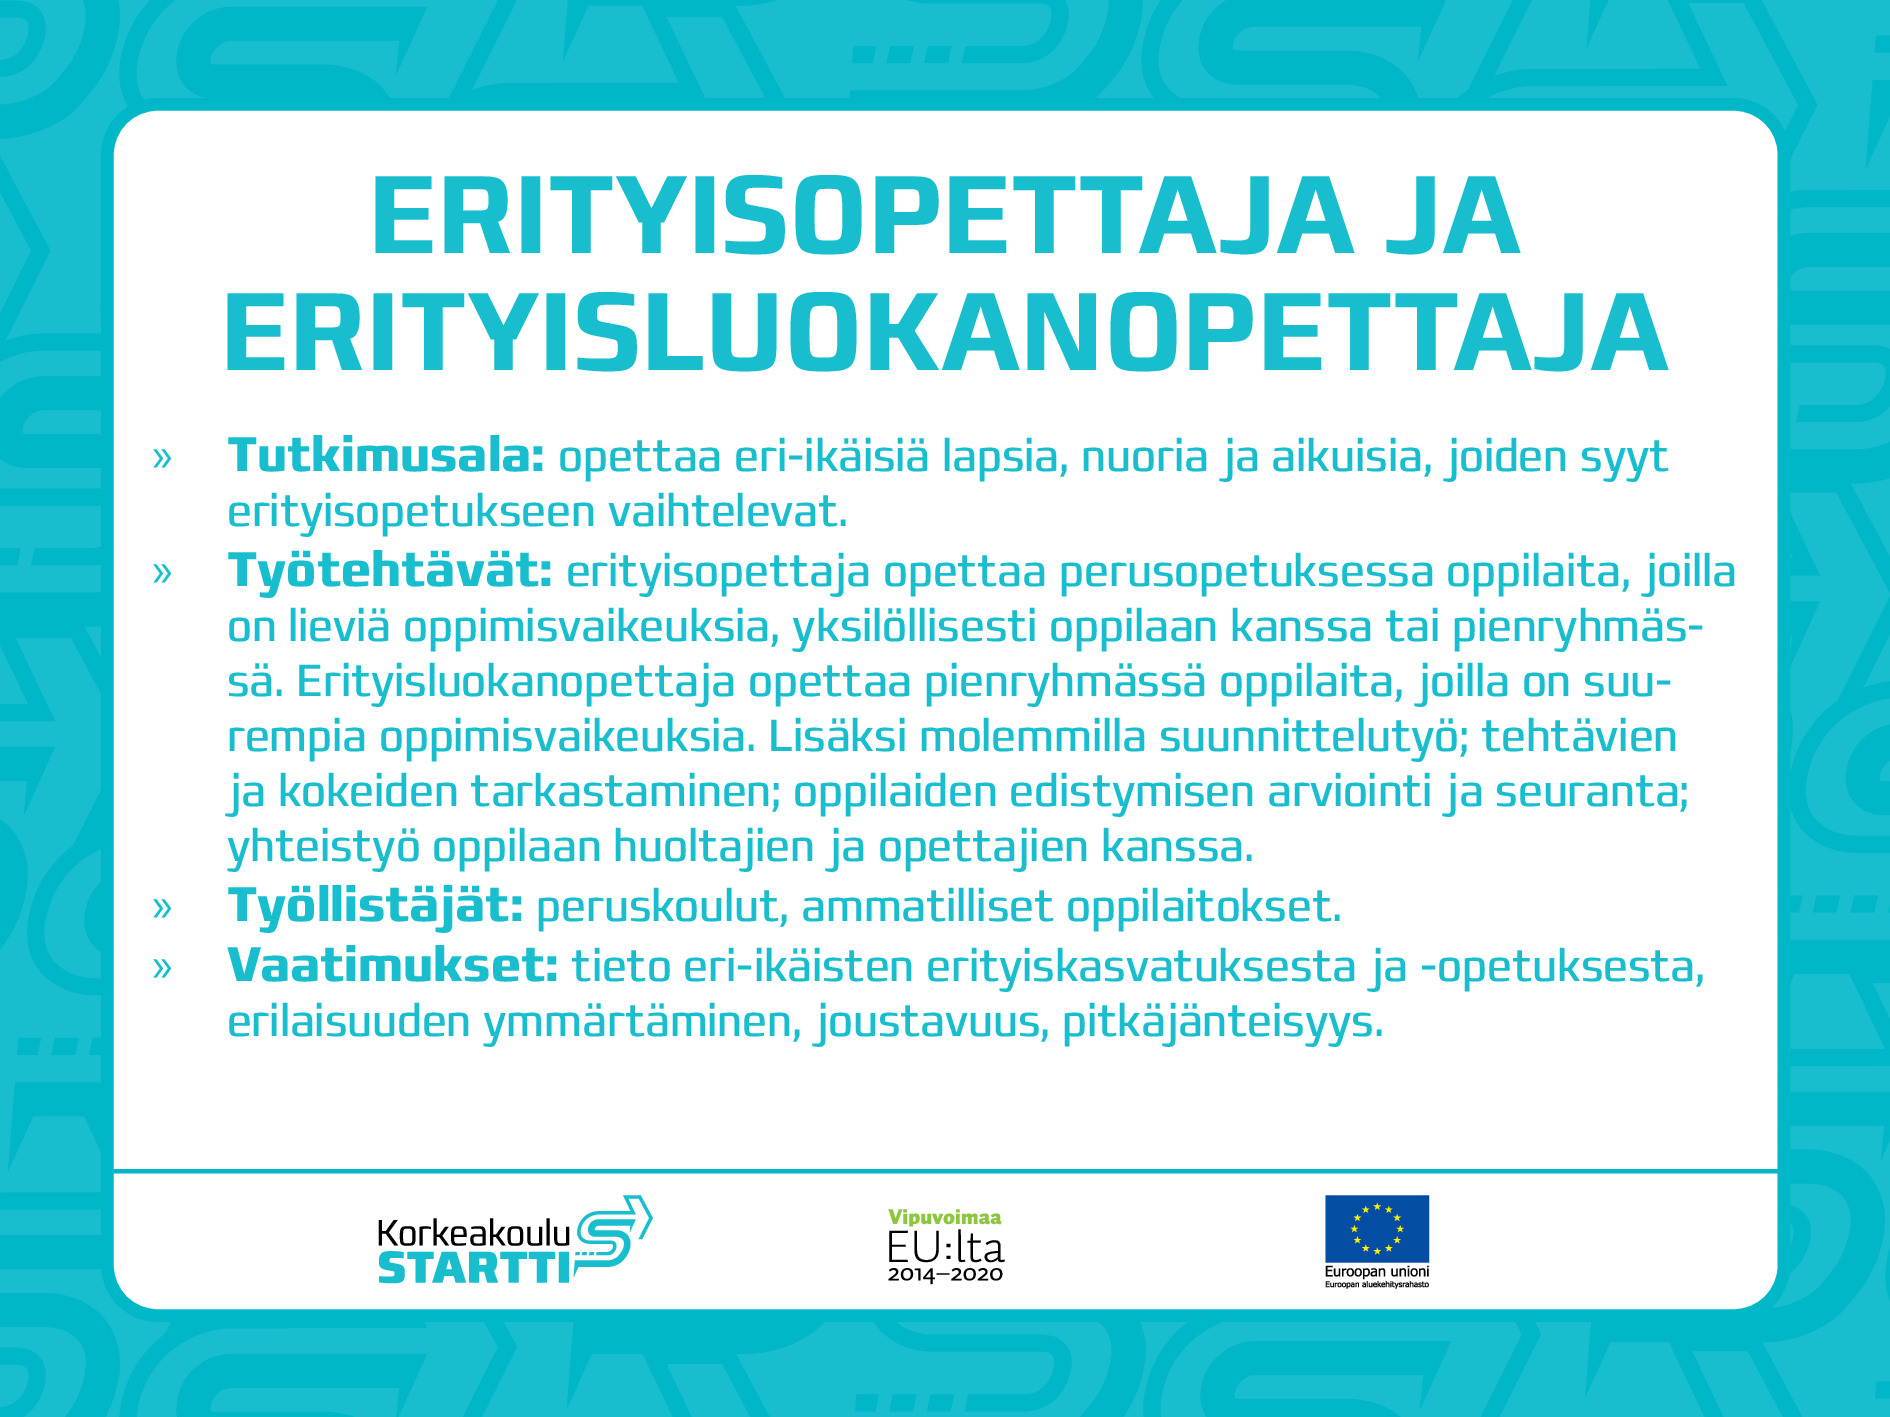 ERITYISOPETTAJA JA
ERITYISLUOKANOPETTAJA
» Tutkimusala: opettaa eri-ikäisiä lapsia, nuoria ja aikuisia, joiden syyt
erityisopetukseen vaihtelevat.
» Työtehtävät: erityisopettaja opettaa perusopetuksessa oppilaita, joilla
on lieviä oppimisvaikeuksia, yksilöllisesti oppilaan kanssa tai pienryhmäs-
sä. Erityisluokanopettaja opettaa pienryhmässä oppilaita, joilla on suu-
rempia oppimisvaikeuksia. Lisäksi molemmilla suunnittelutyö; tehtävien
ja kokeiden tarkastaminen; oppilaiden edistymisen arviointi ja seuranta;
yhteistyö oppilaan huoltajien ja opettajien kanssa.
» Työllistäjät: peruskoulut, ammatilliset oppilaitokset.
» Vaatimukset: tieto eri-ikäisten erityiskasvatuksesta ja -opetuksesta,
erilaisuuden ymmärtäminen, joustavuus, pitkäjänteisyys.
Korkeakoulu
STARTTI
Vipuvoimaa
EU:lta
2014–2020
Euroopan unioni
Euroopan aluekehitysrahasto